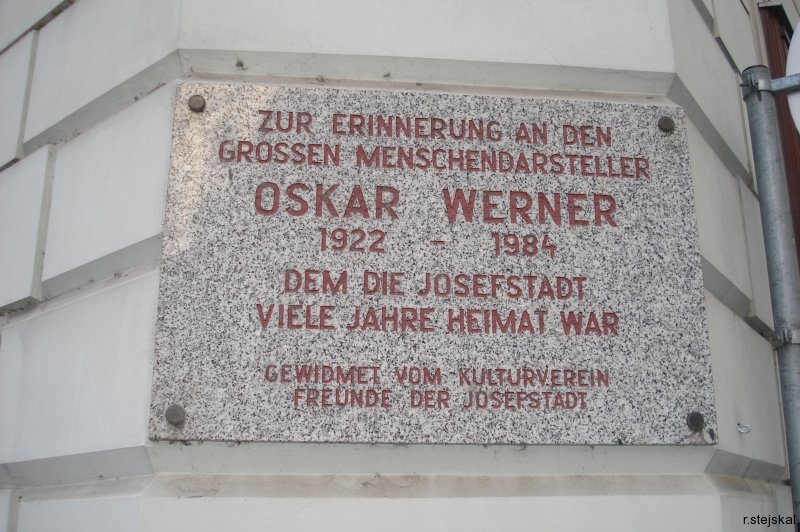 ZUR ERINNERUNG AN DEN
GROSSEN MENSCHENDARSTELLER
OSKAR WERNER
1922 - 1984
DEM DIE JOSEFSTADT
VIELE JAHRE HEIMAT WAR
GEWIDMET VOM KULTURVEREIN
FREUNDE DER JOSEFSTADT
r.stejskal